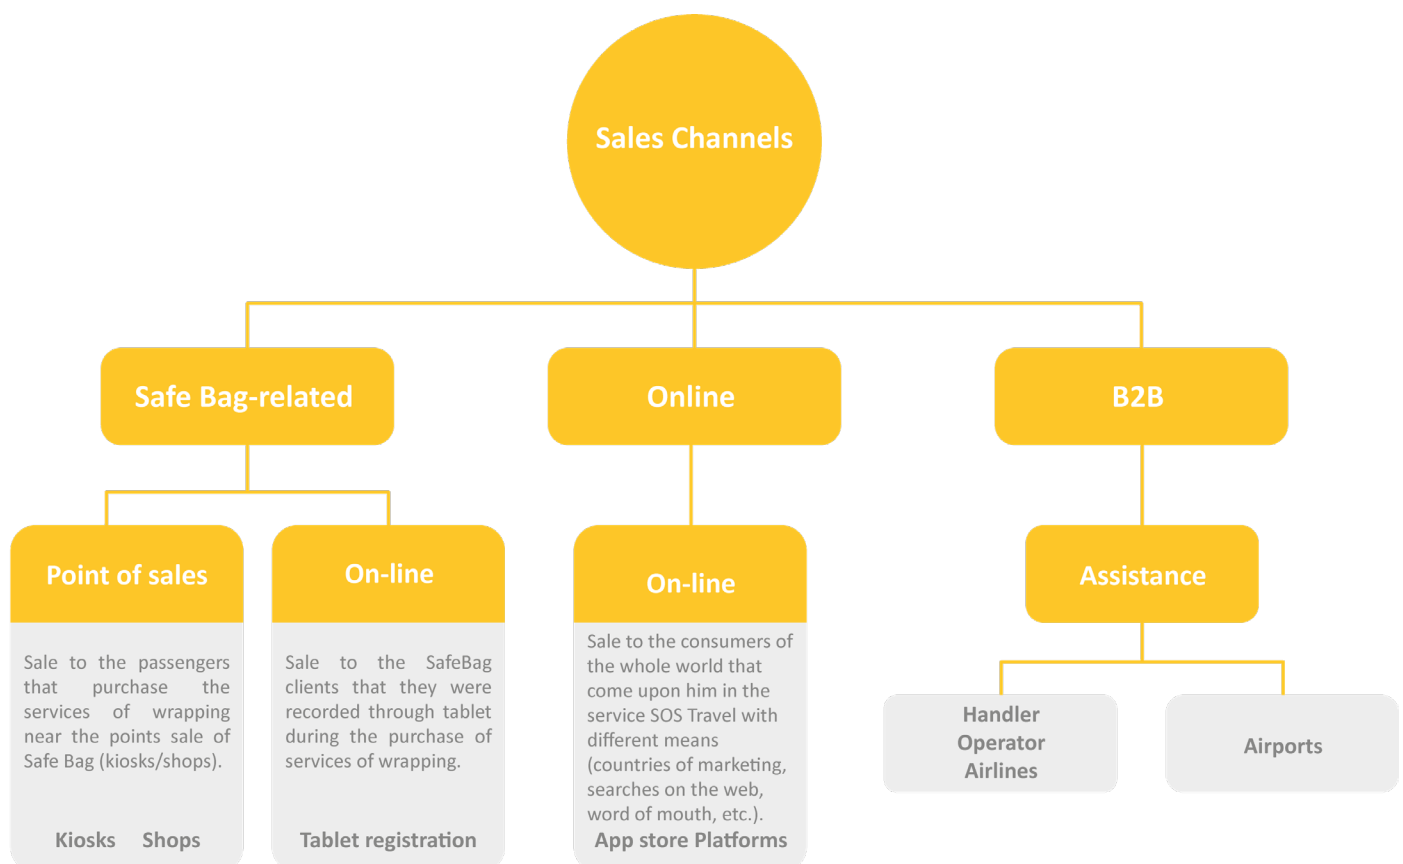 Sales Channels
Safe Bag-related
Online
B2B
Point of sales
On-line
On-line
Assistance
Sale to the passengers
that purchase the
services of wrapping
near the points sale of
Safe Bag (kiosks/shops).
Kiosks Shops
Sale to the SafeBag
clients that they were
recorded through tablet
during the purchase of
services of wrapping.
Tablet registration
Sale to the consumers of
the whole world that
come upon him in the
service SOS Travel with
different means
(countries of marketing,
searches on the web,
word of mouth, etc.).
App store Platforms
Handler
Operator
Airlines
Airports